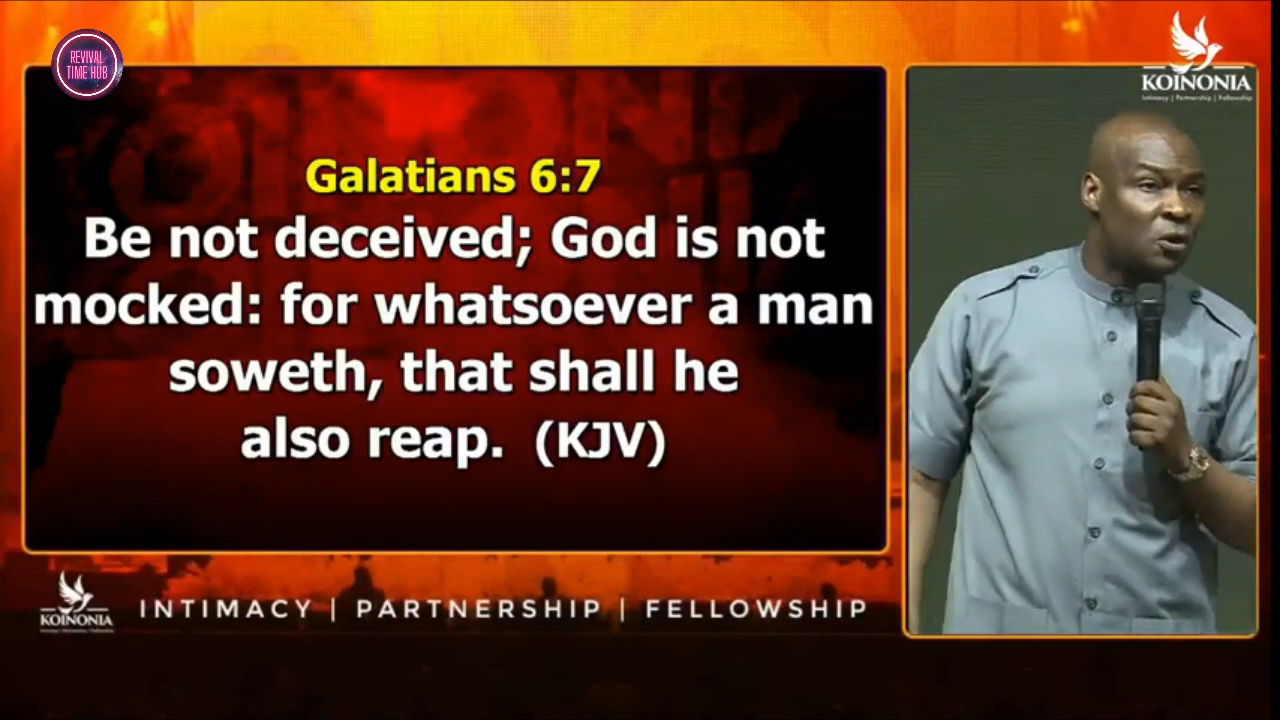 REVIVAL
TIME HUB
KOINONIA
Intimacy | Partnership | Fellowship
Galatians 6:7
Be not deceived; God is not
mocked: for whatsoever a man
soweth, that shall he
also reap. (KJV)
KOINONIA
INTIMACY | PARTNERSHIP | FELLOWSHIP